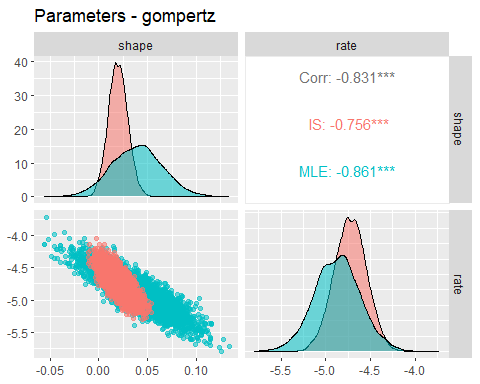 Parameters - gompertz
shape
rate
40
30
20
10
0
Corr: -0.831***
IS: -0.756***
MLE: -0.861***
shape
-4.0
-4.5
-5.0
-5.5
rate
-0.05
0.00
0.05
0.10
-5.5
-5.0
-4.5
-4.0